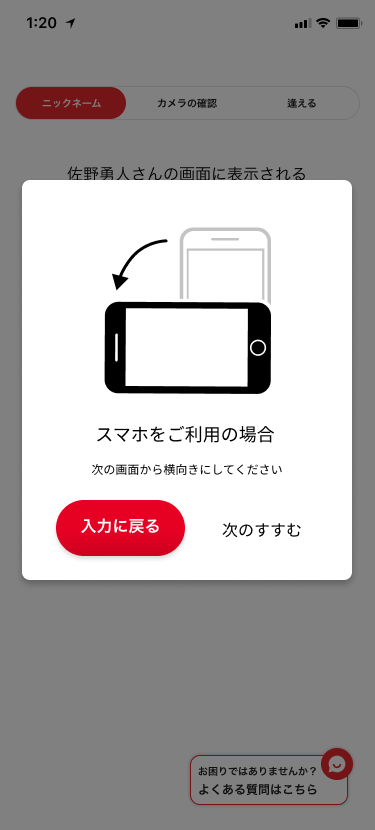 1:20
ニックネーム
カメラの確認
逢える
佐野勇人さんの画面に表示される
スマホをご利用の場合
次の画面から横向きにしてください
入力に戻る
次のすすむ
お困りではありませんか？
よくある質問はこちら